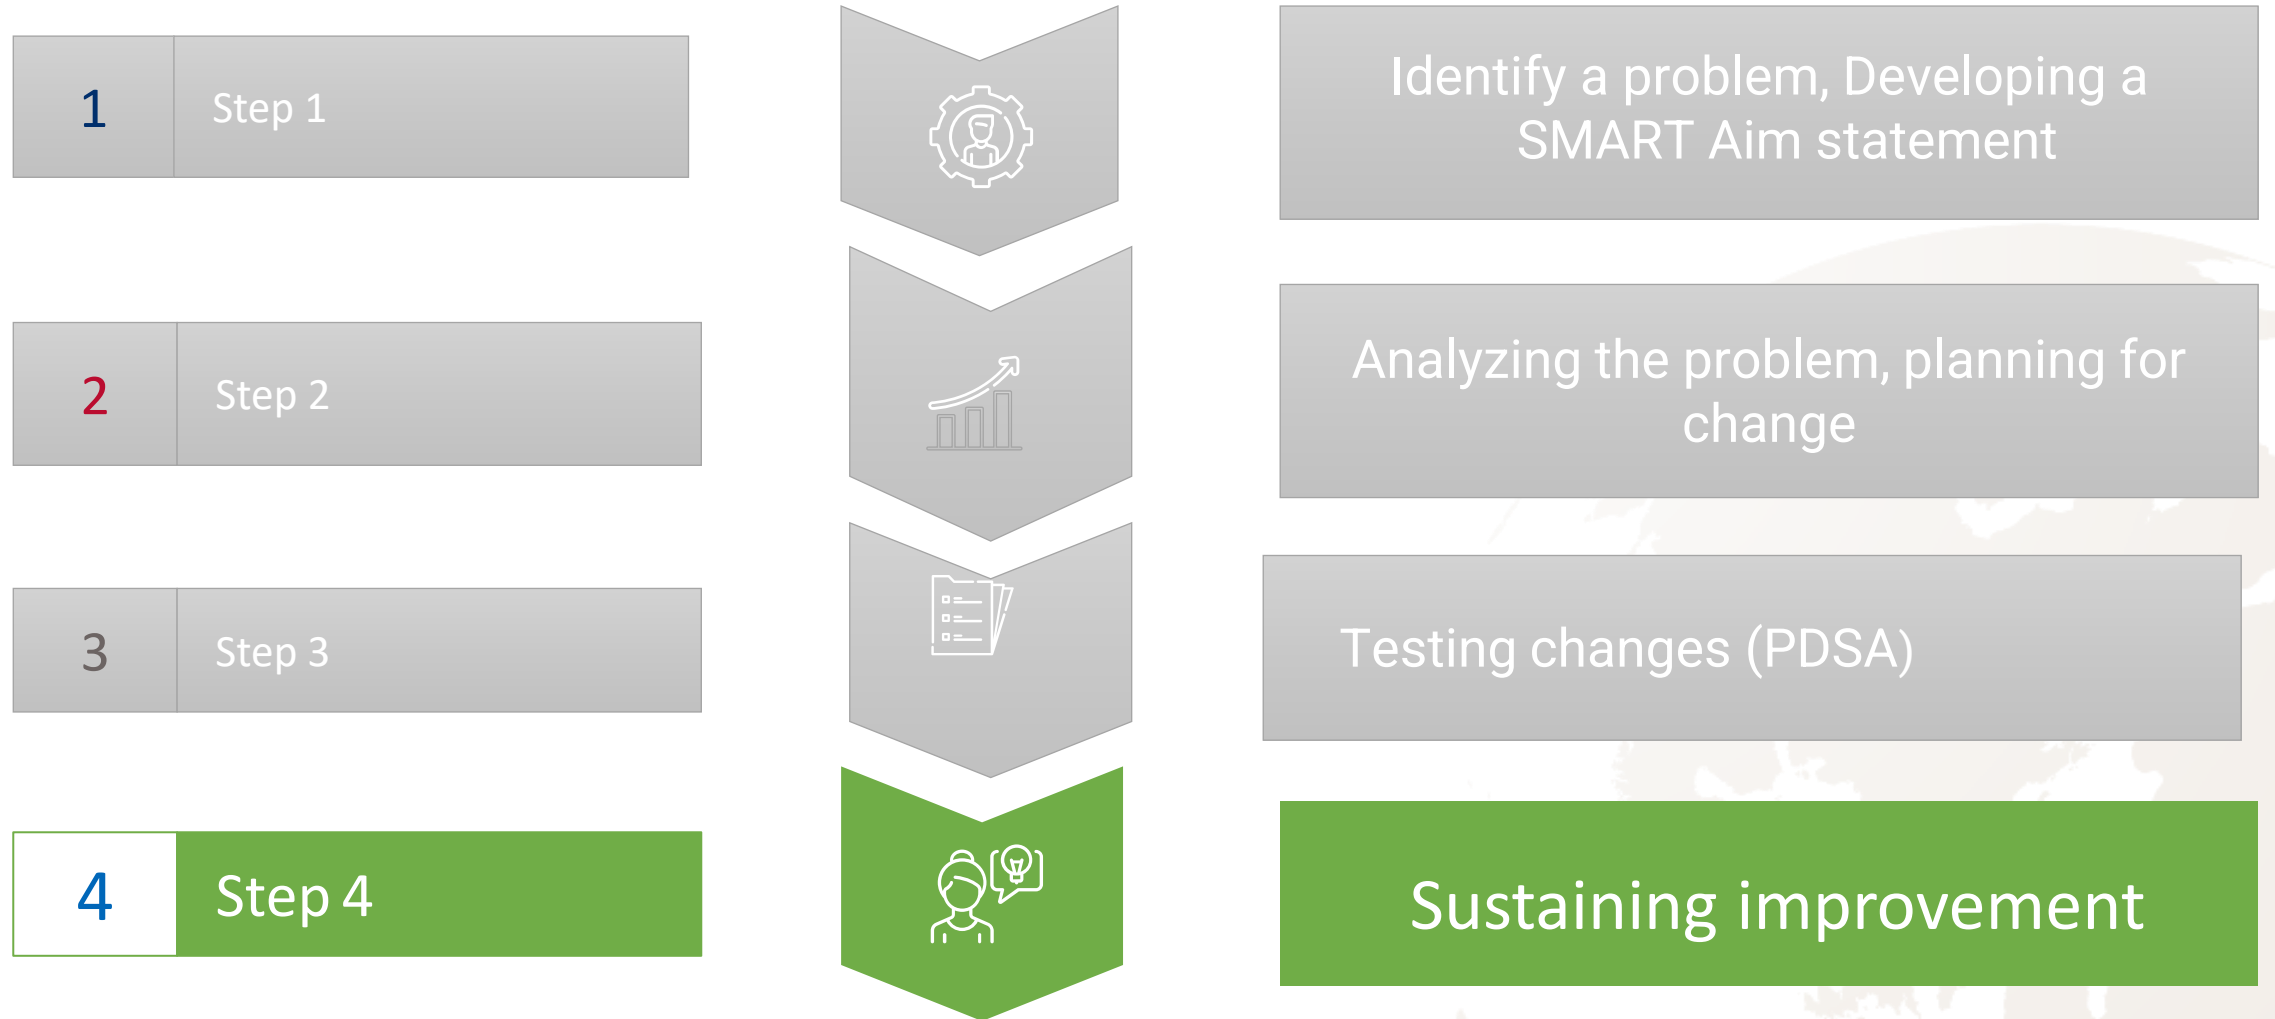 1
Step 1
Identify a problem, Developing a
SMART Aim statement
2
Step 2
Analyzing the problem, planning for
change
3
Step 3
Testing changes (PDSA)
4
Step 4
Sustaining improvement